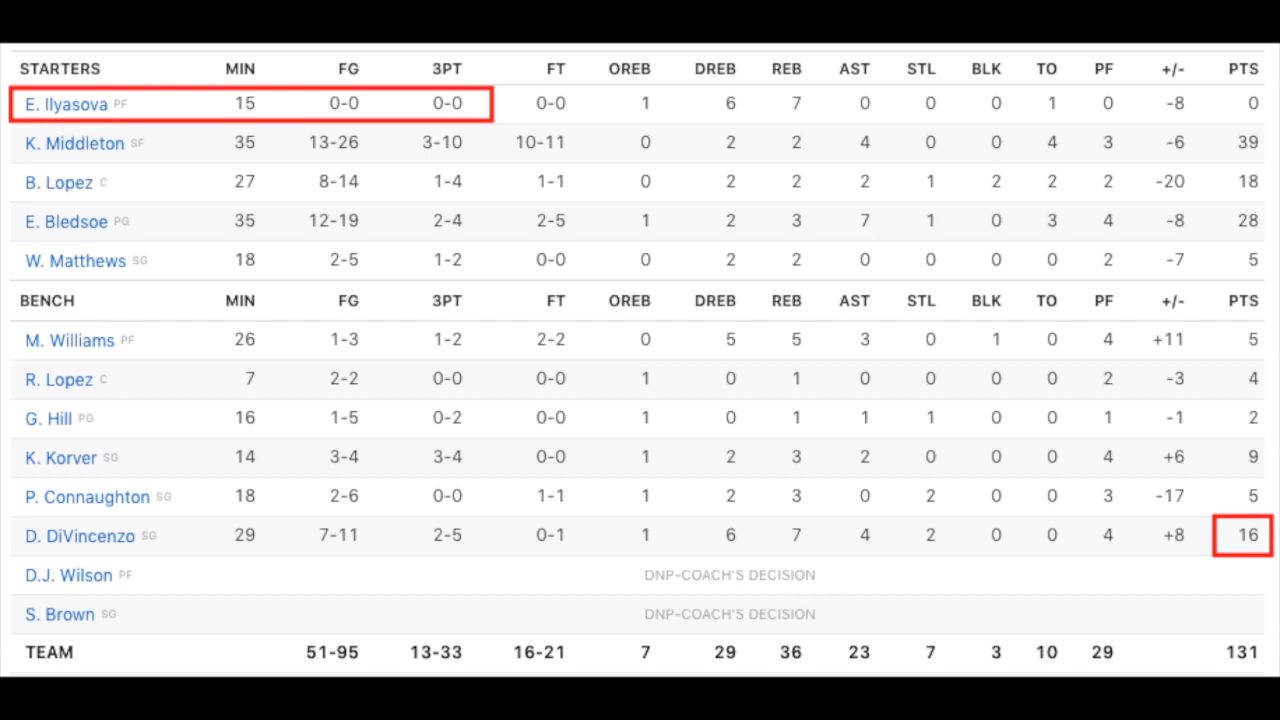 STARTERS MIN FG 3PT FT OREB DREB REB AST STL BLK TO PF +/- PTS
E. Ilyasova PF 15 0-0 0-0 0-0 1 6 7 0 0 0 1 0 -8 0
K. Middleton SF 35 13-26 3-10 10-11 0 2 2 4 0 0 4 3 -6 39
B. Lopez C 27 8-14 1-4 1-1 0 2 2 2 1 2 2 2 -20 18
E. Bledsoe PG 35 12-19 2-4 2-5 1 2 3 7 1 0 3 4 -8 28
W. Matthews SG 18 2-5 1-2 0-0 0 2 2 0 0 0 0 2 -7 5
BENCH MIN FG 3PT FT OREB DREB REB AST STL BLK TO PF +/- PTS
M. Williams PF 26 1-3 1-2 2-2 0 5 5 3 0 1 0 4 +11 5
R. Lopez C 7 2-2 0-0 0-0 1 0 1 0 0 0 0 2 -3 4
G. Hill PG 16 1-5 0-2 0-0 1 0 1 1 1 0 0 1 -1 2
K. Korver SG 14 3-4 3-4 0-0 1 2 3 2 0 0 0 4 +6 9
P. Connaughton SG 18 2-6 0-0 1-1 1 2 3 0 2 0 0 3 -17 5
D. DiVincenzo SG 29 7-11 2-5 0-1 1 6 7 4 2 0 0 4 +8 16
D.J. Wilson PF DNP-COACH'S DECISION
S. Brown SG DNP-COACH'S DECISION
TEAM 51-95 13-33 16-21 7 29 36 23 7 3 10 29 131